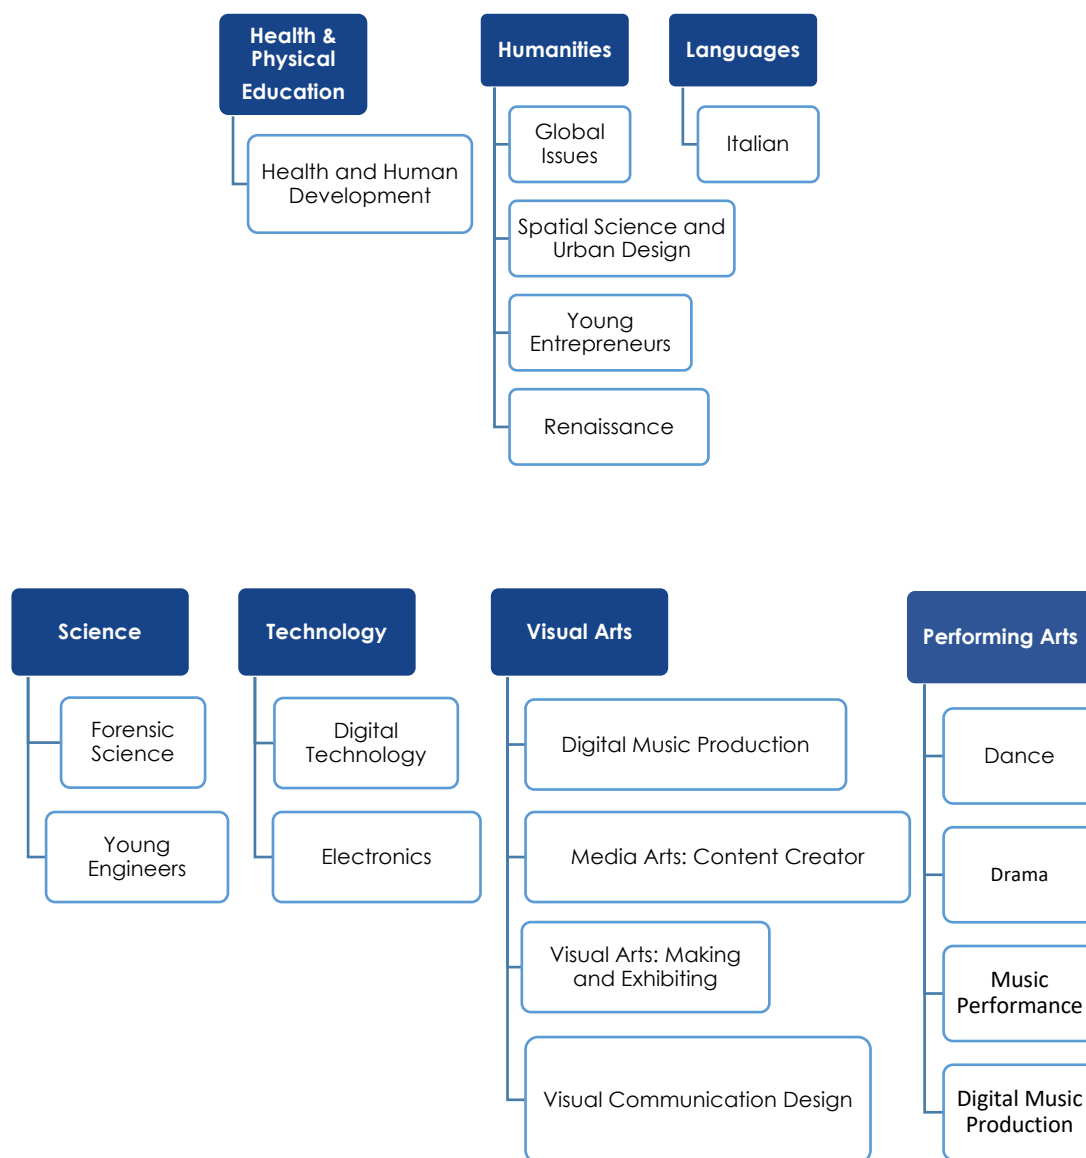 Health &
Physical
Education
Health and Human
Development
Humanities
Global
Issues
Spatial Science and
Urban Design
Young
Entrepreneurs
Renaissance
Languages
Italian
Science
Forensic
Science
Young
Engineers
Technology
Digital
Technology
Electronics
Visual Arts
Digital Music Production
Media Arts: Content Creator
Visual Arts: Making
and Exhibiting
Visual Communication Design
Performing Arts
Dance
Drama
Music
Performance
Digital Music
Production